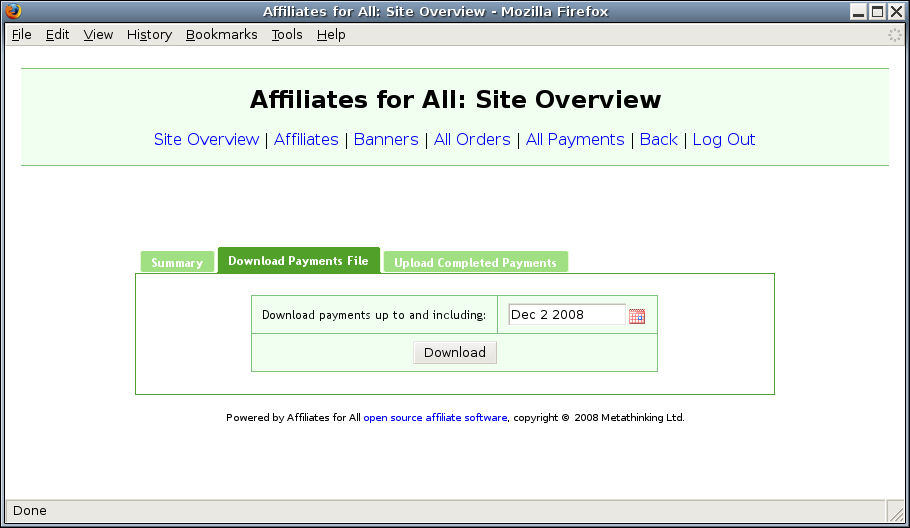 Affiliates for All: Site Overview - Mozilla Firefox
File Edit View History Bookmarks Tools Help
Affiliates for All: Site Overview
Site Overview | Affiliates | Banners | All Orders | All Payments | Back | Log Out
Summary Download Payments File Upload Completed Payments
Download payments up to and including: Dec 2 2008
Download
Powered by Affiliates for All open source affiliate software, copyright © 2008 Metathinking Ltd.
Done